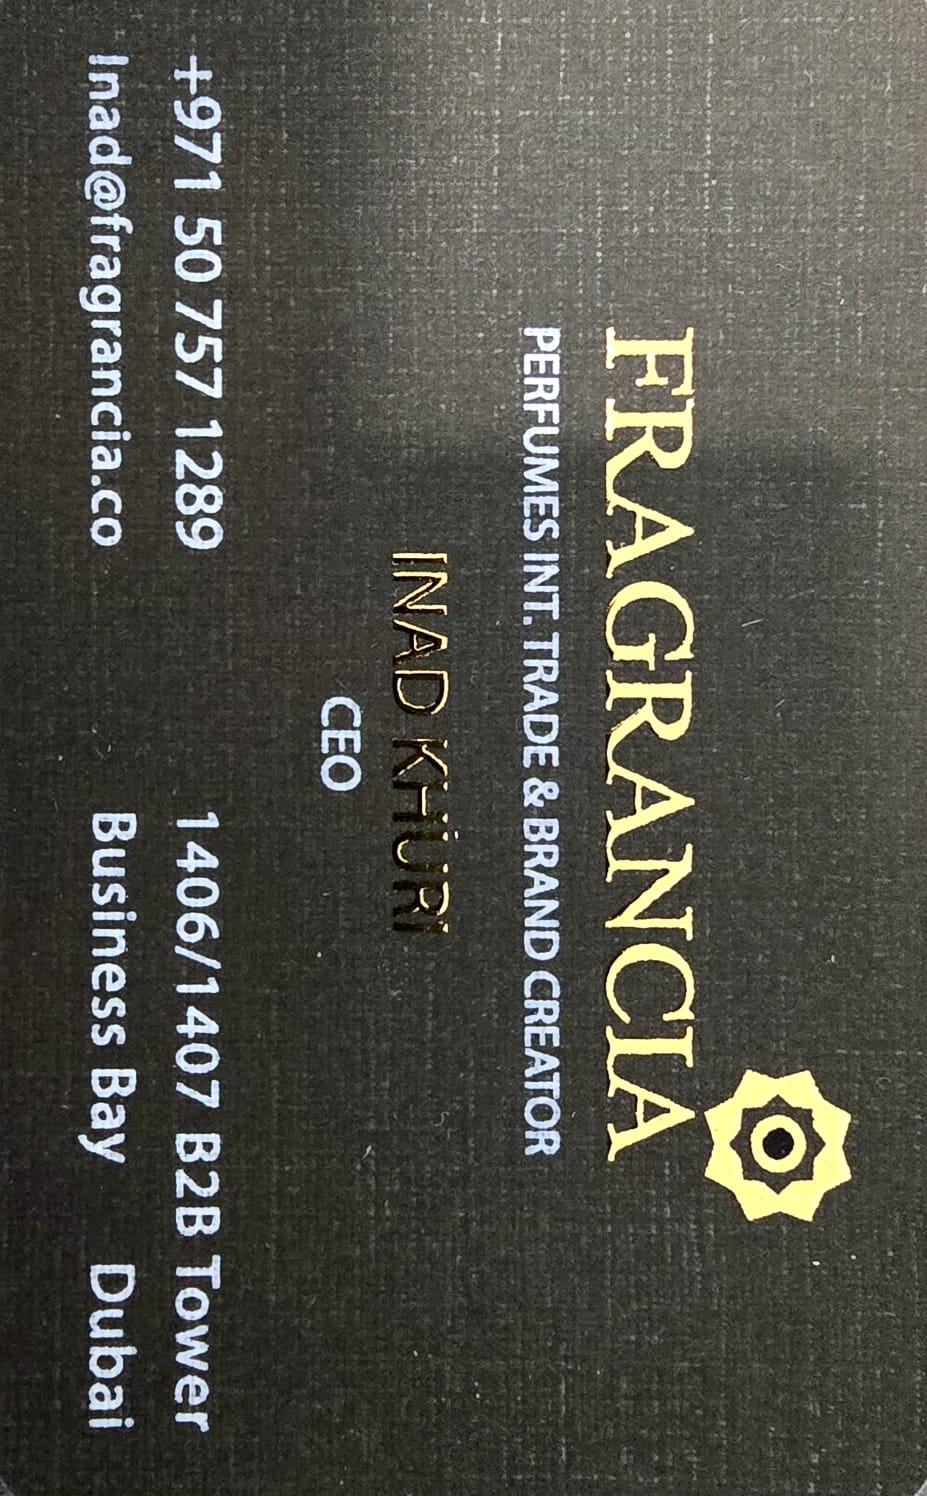 FRAGRANCIA
PERFUMES INT. TRADE & BRAND CREATOR
INAD KHURI
CEO
+971 50 757 1289
Inad@fragrancia.co
1406/1407 B2B Tower
Business Bay Dubai